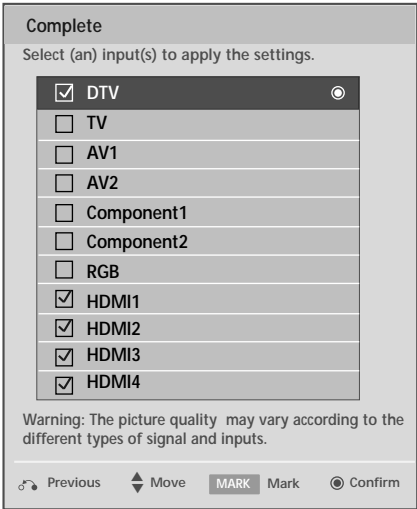 Complete
Select (an) input(s) to apply the settings.
DTV
TV
AV1
AV2
Component1
Component2
RGB
HDMI1
HDMI2
HDMI3
HDMI4
Warning: The picture quality may vary according to the
different types of signal and inputs.
Previous Move MARK Mark Confirm